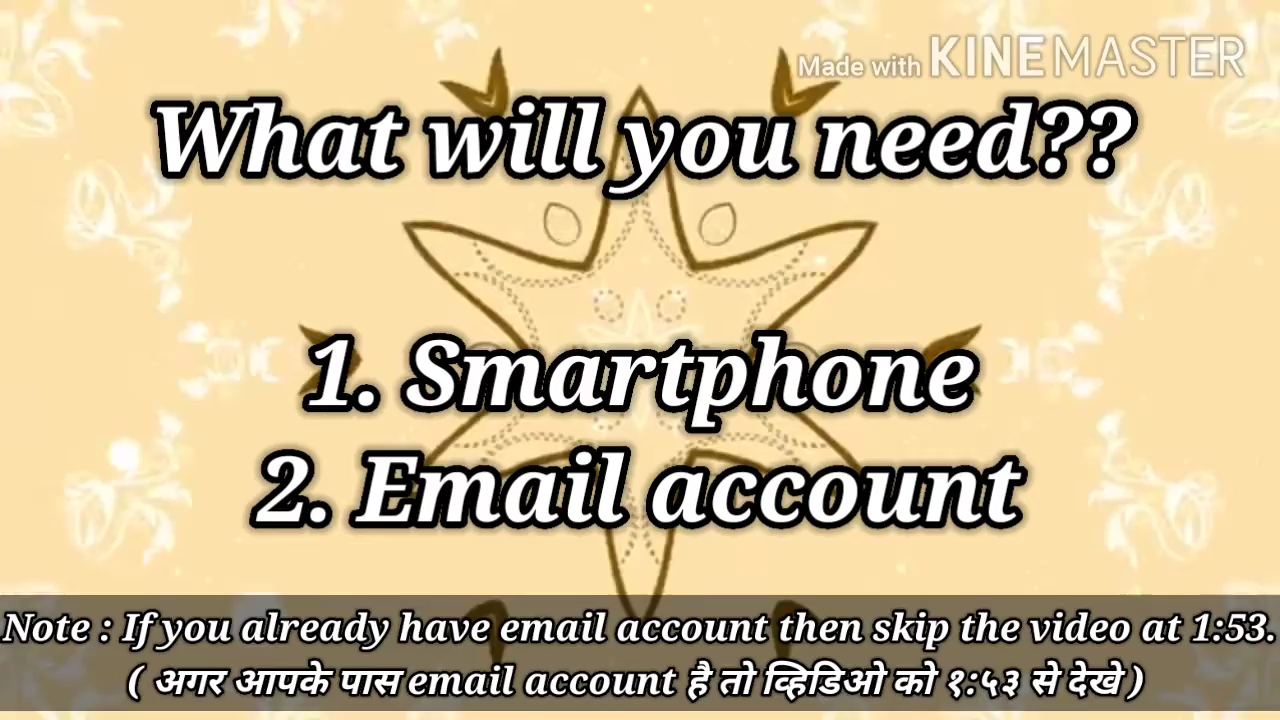 Made with KINEMASTER
What will you need??
1. Smartphone
2. Email account
Note : If you already have email account then skip the video at 1:53.
( अगर आपके पास email account है तो व्हिडिओ को १:५३ से देखे )